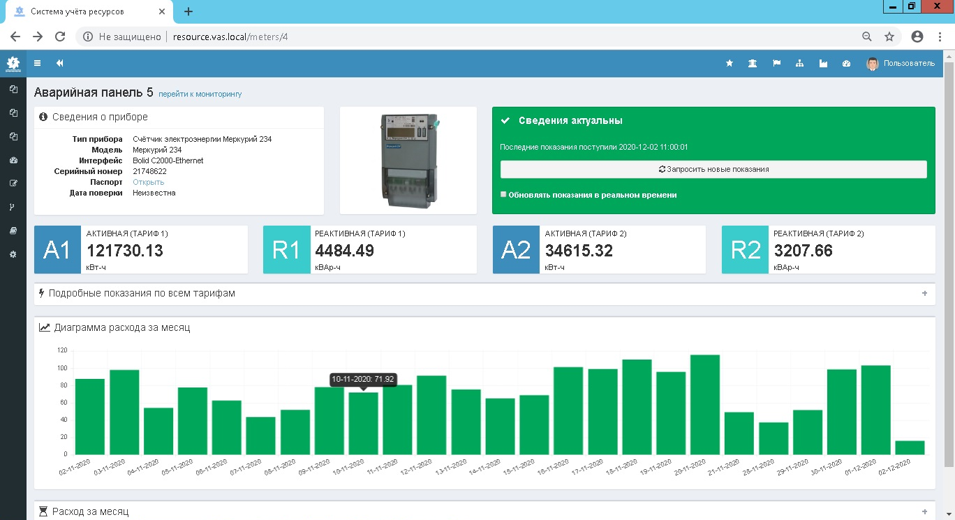 Система учёта ресурсов
Не защищено | resource.vas.local/meters/4
Пользователь
Аварийная панель 5 перейти к мониторингу
Сведения о приборе
Тип прибора Счётчик электроэнергии Меркурий 234
Модель Меркурий 234
Интерфейс Bolid C2000-Ethernet
Серийный номер 21748622
Паспорт Открыть
Дата поверки Неизвестна
Сведения актуальны
Последние показания поступили 2020-12-02 11:00:01
Запросить новые показания
Обновлять показания в реальном времени
A1 АКТИВНАЯ (ТАРИФ 1)
121730.13
кВт-ч
R1 РЕАКТИВНАЯ (ТАРИФ 1)
4484.49
кВАр-ч
A2 АКТИВНАЯ (ТАРИФ 2)
34615.32
кВт-ч
R2 РЕАКТИВНАЯ (ТАРИФ 2)
3207.66
кВАр-ч
Подробные показания по всем тарифам
Диаграмма расхода за месяц
120
100
80
60
40
20
0
10-11-2020: 71.92
02-11-2020
03-11-2020
04-11-2020
05-11-2020
06-11-2020
07-11-2020
08-11-2020
09-11-2020
10-11-2020
11-11-2020
12-11-2020
13-11-2020
14-11-2020
15-11-2020
16-11-2020
17-11-2020
18-11-2020
19-11-2020
20-11-2020
21-11-2020
28-11-2020
29-11-2020
30-11-2020
01-12-2020
02-12-2020
Расход за месяц